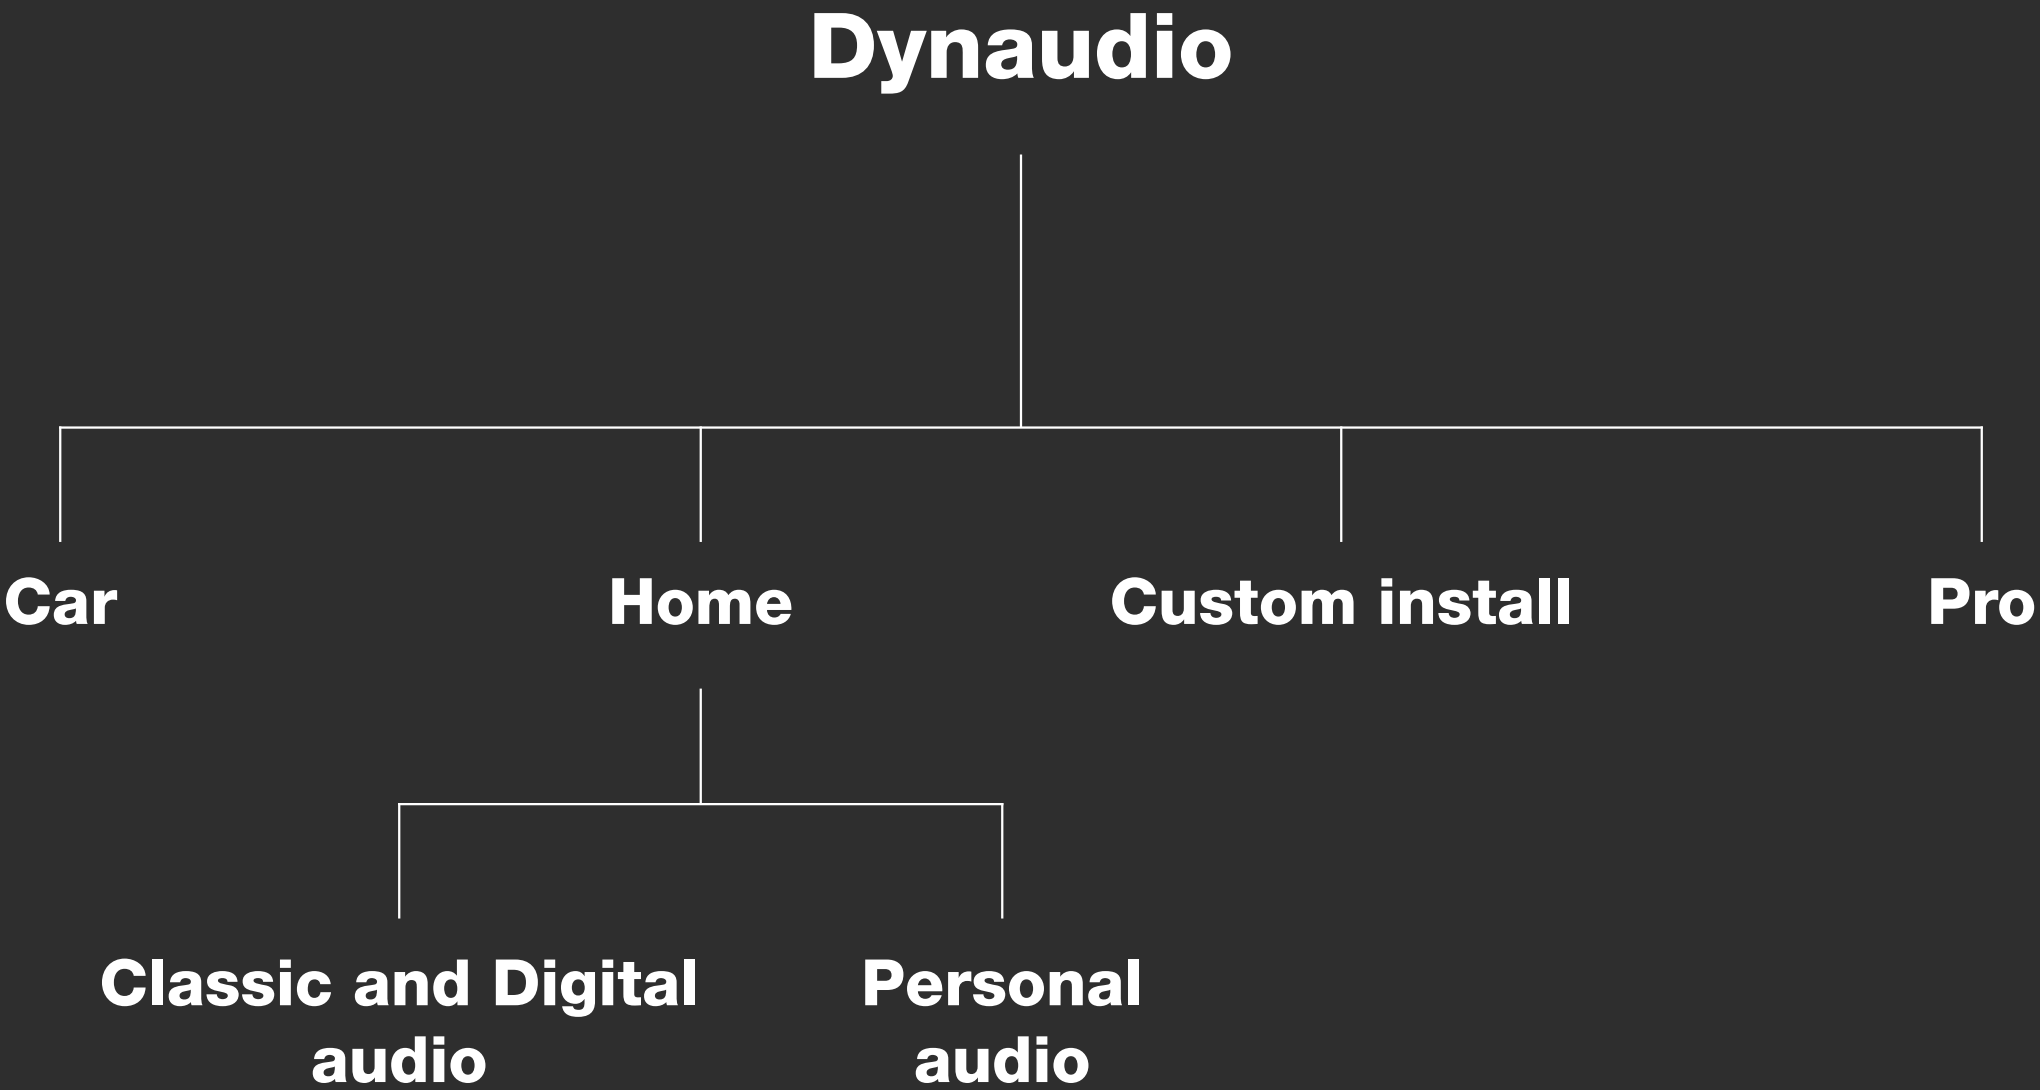 Dynaudio
Car
Home
Custom install
Pro
Classic and Digital
audio
Personal
audio